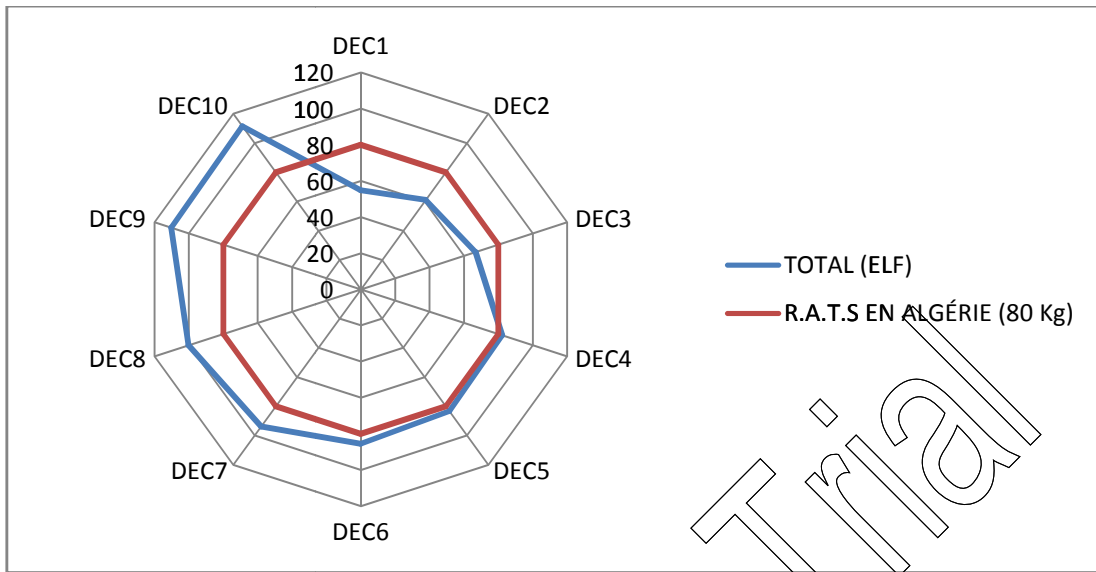 DEC1
120
100
80
60
40
20
0
DEC2
DEC3
DEC4
DEC5
DEC6
DEC7
DEC8
DEC9
DEC10
TOTAL (ELF)
R.A.T.S EN ALGÉRIE (80 Kg)
Trial